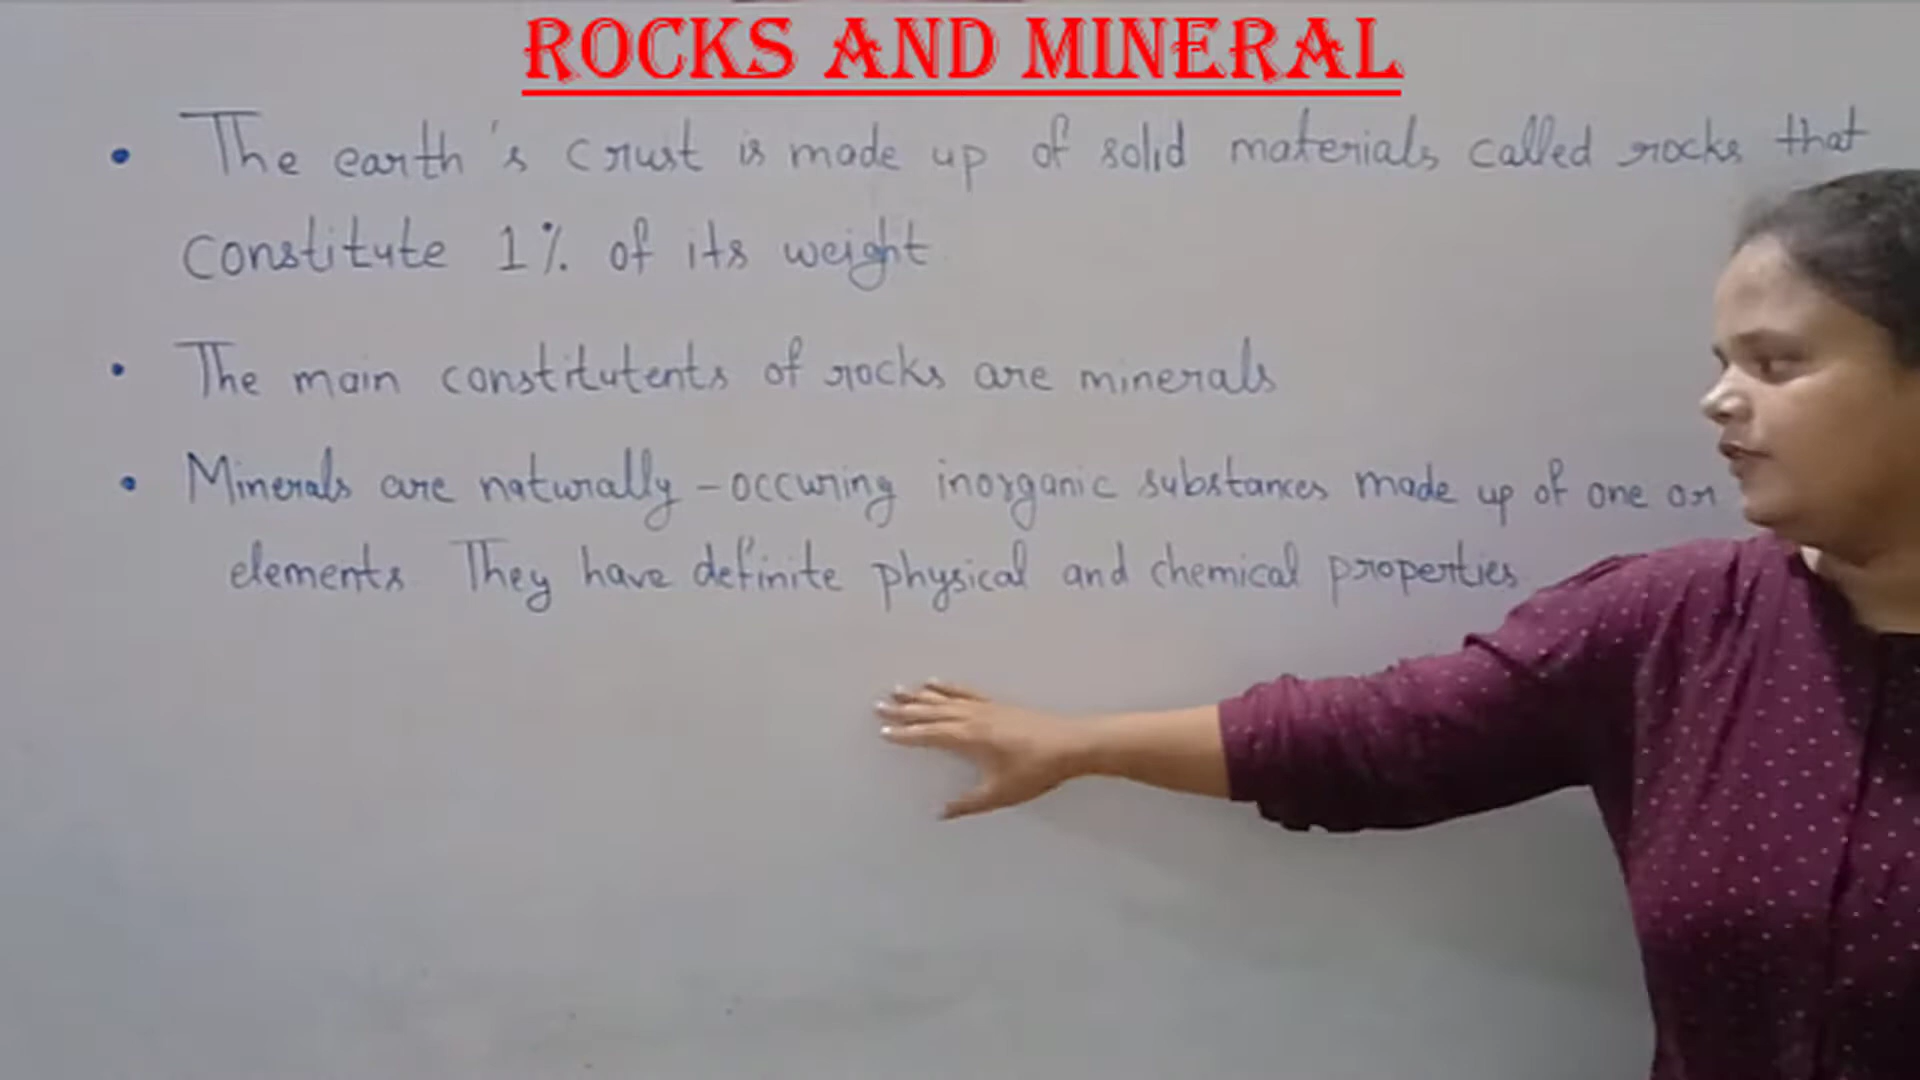 ROCKS AND MINERAL
• The earth's crust is made up of solid materials called rocks that
constitute 1% of its weight
• The main constitutents of rocks are minerals
• Minerals are naturally - occuring inorganic substances made up of one or
elements. They have definite physical and chemical properties